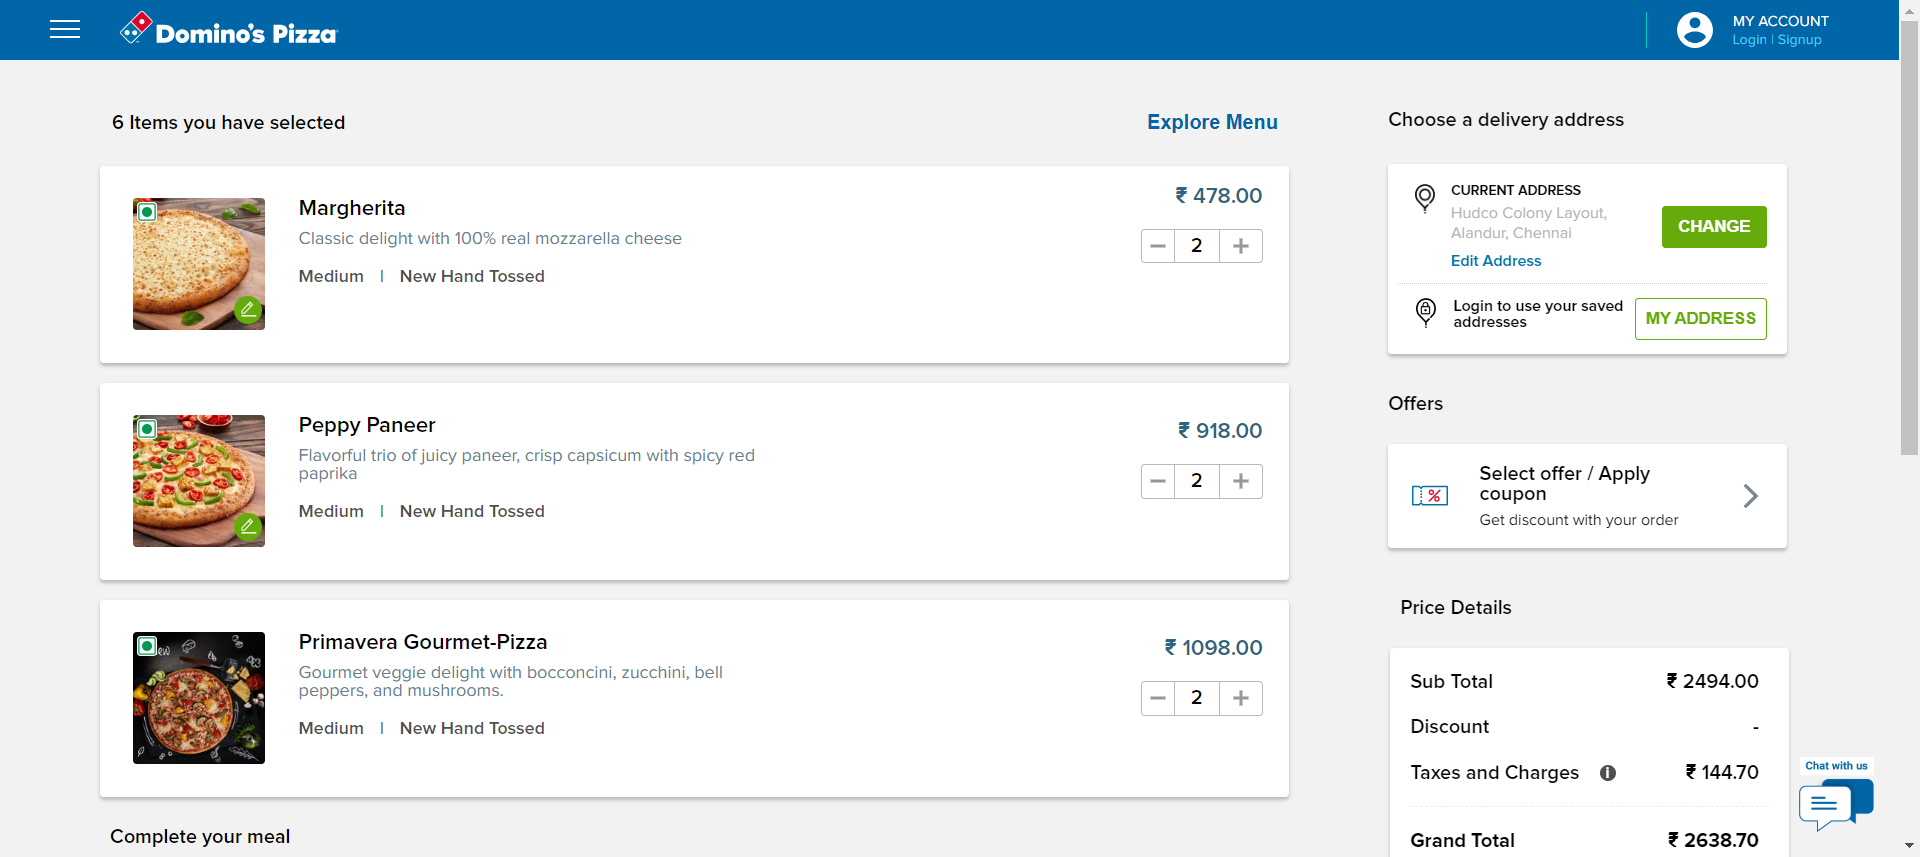 Domino's Pizza
MY ACCOUNT
Login | Signup
6 Items you have selected
Explore Menu
Margherita
Classic delight with 100% real mozzarella cheese
Medium | New Hand Tossed
₹ 478.00
2
Peppy Paneer
Flavorful trio of juicy paneer, crisp capsicum with spicy red
paprika
Medium | New Hand Tossed
₹ 918.00
2
Primavera Gourmet-Pizza
Gourmet veggie delight with bocconcini, zucchini, bell
peppers, and mushrooms.
Medium | New Hand Tossed
₹ 1098.00
2
Complete your meal
Choose a delivery address
CURRENT ADDRESS
Hudco Colony Layout,
Alandur, Chennai
Edit Address
CHANGE
Login to use your saved
addresses
MY ADDRESS
Offers
Select offer / Apply
coupon
Get discount with your order
Price Details
Sub Total ₹ 2494.00
Discount -
Taxes and Charges ₹ 144.70
Grand Total ₹ 2638.70
Chat with us